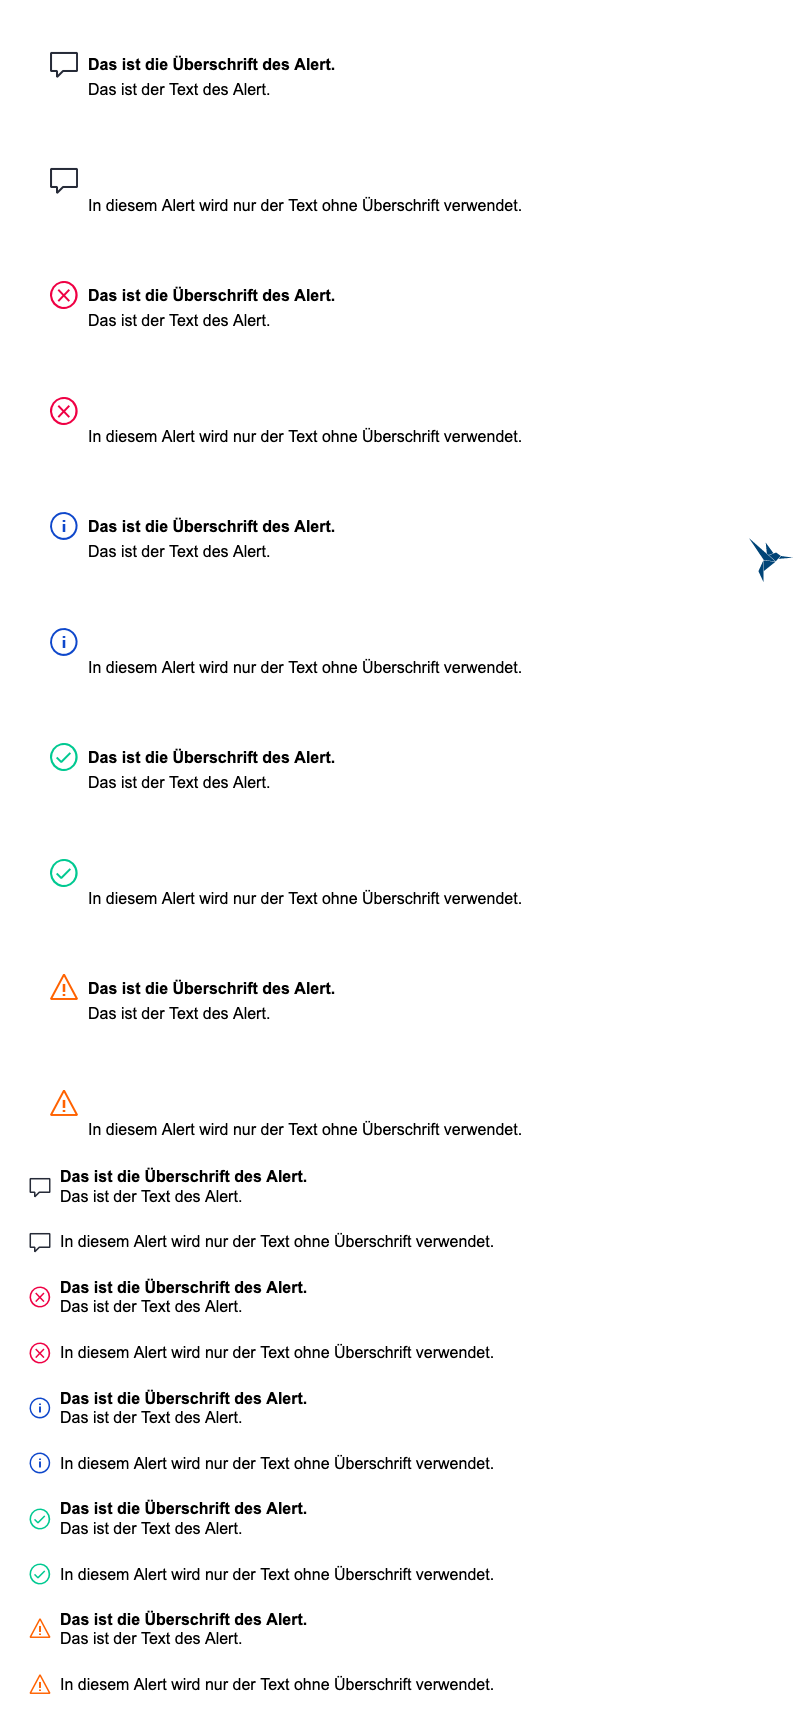 Das ist die Überschrift des Alert.
Das ist der Text des Alert.
In diesem Alert wird nur der Text ohne Überschrift verwendet.
Das ist die Überschrift des Alert.
Das ist der Text des Alert.
In diesem Alert wird nur der Text ohne Überschrift verwendet.
Das ist die Überschrift des Alert.
Das ist der Text des Alert.
In diesem Alert wird nur der Text ohne Überschrift verwendet.
Das ist die Überschrift des Alert.
Das ist der Text des Alert.
In diesem Alert wird nur der Text ohne Überschrift verwendet.
Das ist die Überschrift des Alert.
Das ist der Text des Alert.
In diesem Alert wird nur der Text ohne Überschrift verwendet.
Das ist die Überschrift des Alert.
Das ist der Text des Alert.
In diesem Alert wird nur der Text ohne Überschrift verwendet.
Das ist die Überschrift des Alert.
Das ist der Text des Alert.
In diesem Alert wird nur der Text ohne Überschrift verwendet.
Das ist die Überschrift des Alert.
Das ist der Text des Alert.
In diesem Alert wird nur der Text ohne Überschrift verwendet.
Das ist die Überschrift des Alert.
Das ist der Text des Alert.
In diesem Alert wird nur der Text ohne Überschrift verwendet.
Das ist die Überschrift des Alert.
Das ist der Text des Alert.
In diesem Alert wird nur der Text ohne Überschrift verwendet.